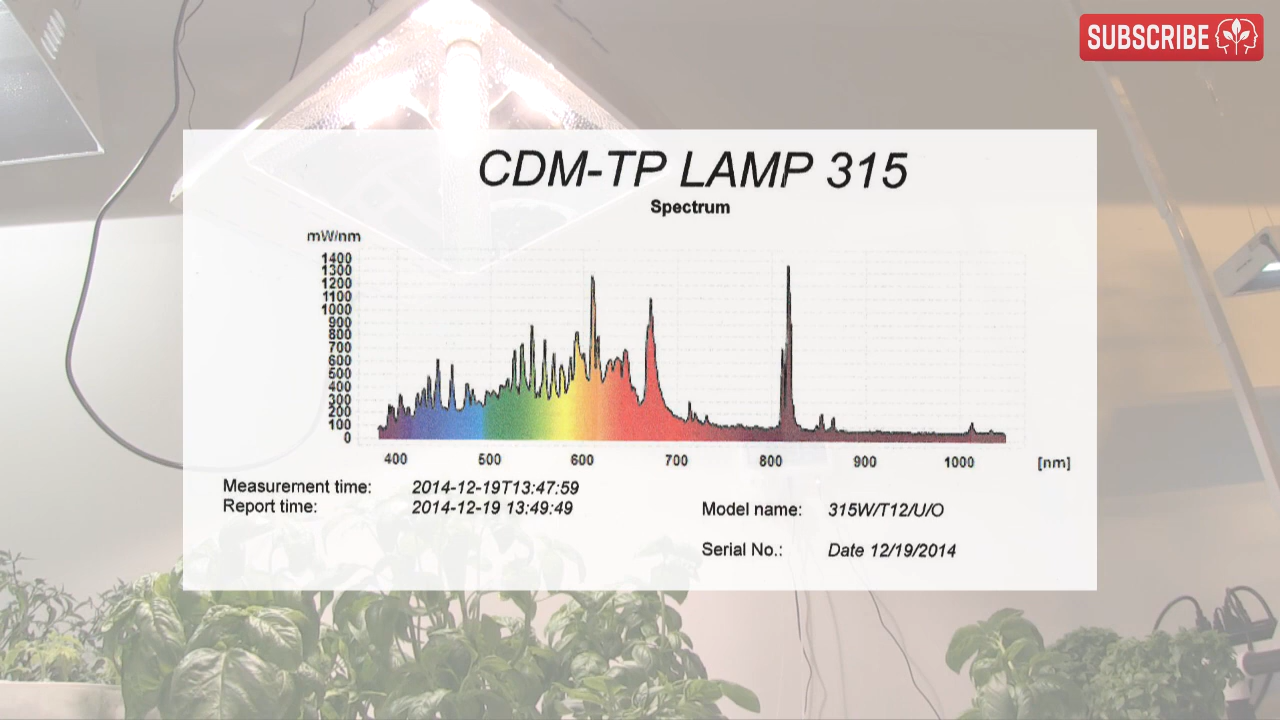 SUBSCRIBE
CDM-TP LAMP 315
Spectrum
mW/nm
1400
1300
1200
1100
1000
900
800
700
600
500
400
300
200
100
0
400 500 600 700 800 900 1000 [nm]
Measurement time: 2014-12-19T13:47:59
Report time: 2014-12-19 13:49:49
Model name: 315W/T12/U/O
Serial No.: Date 12/19/2014